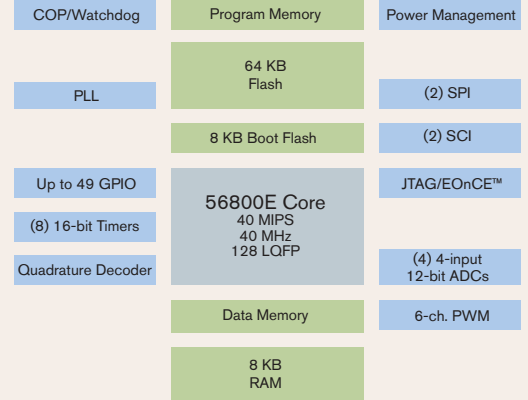 COP/Watchdog
Program Memory
Power Management
64 KB
Flash
PLL
(2) SPI
8 KB Boot Flash
(2) SCI
Up to 49 GPIO
56800E Core
40 MIPS
40 MHz
128 LQFP
JTAG/EOnCE™
(8) 16-bit Timers
Quadrature Decoder
(4) 4-input
12-bit ADCs
Data Memory
6-ch. PWM
8 KB
RAM